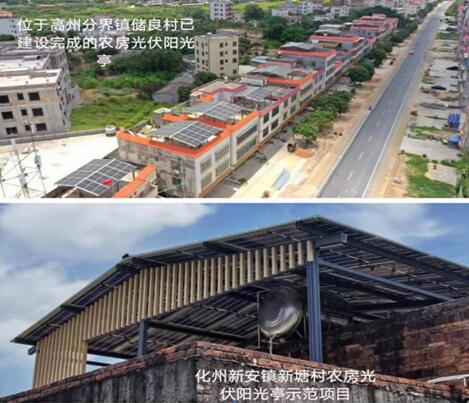 位于高州分界镇储良村已
建设完成的农房光伏阳光
亭
化州新安镇新塘村农房光
伏阳光亭示范项目